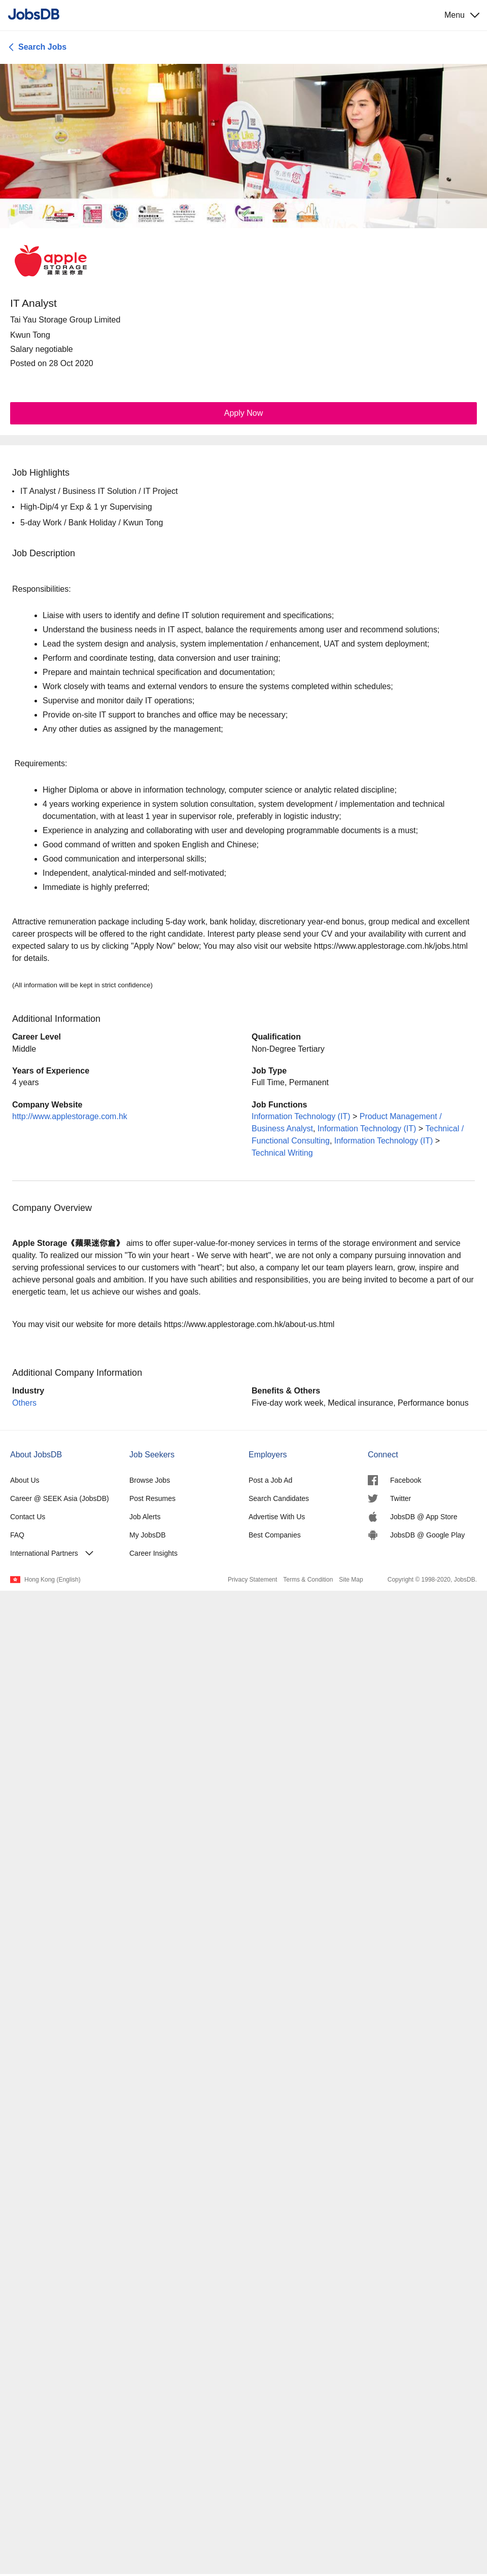 JobsDB
Menu
Search Jobs
apple
STORAGE
蘋果迷你倉
IT Analyst
Tai Yau Storage Group Limited
Kwun Tong
Salary negotiable
Posted on 28 Oct 2020
Apply Now
Job Highlights
• IT Analyst / Business IT Solution / IT Project
• High-Dip/4 yr Exp & 1 yr Supervising
• 5-day Work / Bank Holiday / Kwun Tong
Job Description
Responsibilities:
• Liaise with users to identify and define IT solution requirement and specifications;
• Understand the business needs in IT aspect, balance the requirements among user and recommend solutions;
• Lead the system design and analysis, system implementation / enhancement, UAT and system deployment;
• Perform and coordinate testing, data conversion and user training;
• Prepare and maintain technical specification and documentation;
• Work closely with teams and external vendors to ensure the systems completed within schedules;
• Supervise and monitor daily IT operations;
• Provide on-site IT support to branches and office may be necessary;
• Any other duties as assigned by the management;
Requirements:
• Higher Diploma or above in information technology, computer science or analytic related discipline;
• 4 years working experience in system solution consultation, system development / implementation and technical
documentation, with at least 1 year in supervisor role, preferably in logistic industry;
• Experience in analyzing and collaborating with user and developing programmable documents is a must;
• Good command of written and spoken English and Chinese;
• Good communication and interpersonal skills;
• Independent, analytical-minded and self-motivated;
• Immediate is highly preferred;
Attractive remuneration package including 5-day work, bank holiday, discretionary year-end bonus, group medical and excellent
career prospects will be offered to the right candidate. Interest party please send your CV and your availability with current and
expected salary to us by clicking "Apply Now" below; You may also visit our website https://www.applestorage.com.hk/jobs.html
for details.
(All information will be kept in strict confidence)
Additional Information
Career Level
Middle
Qualification
Non-Degree Tertiary
Years of Experience
4 years
Job Type
Full Time, Permanent
Company Website
http://www.applestorage.com.hk
Job Functions
Information Technology (IT) > Product Management /
Business Analyst, Information Technology (IT) > Technical /
Functional Consulting, Information Technology (IT) >
Technical Writing
Company Overview
Apple Storage《蘋果迷你倉》 aims to offer super-value-for-money services in terms of the storage environment and service
quality. To realized our mission "To win your heart - We serve with heart", we are not only a company pursuing innovation and
serving professional services to our customers with “heart”; but also, a company let our team players learn, grow, inspire and
achieve personal goals and ambition. If you have such abilities and responsibilities, you are being invited to become a part of our
energetic team, let us achieve our wishes and goals.
You may visit our website for more details https://www.applestorage.com.hk/about-us.html
Additional Company Information
Industry
Others
Benefits & Others
Five-day work week, Medical insurance, Performance bonus
About JobsDB
About Us
Career @ SEEK Asia (JobsDB)
Contact Us
FAQ
International Partners
Job Seekers
Browse Jobs
Post Resumes
Job Alerts
My JobsDB
Career Insights
Employers
Post a Job Ad
Search Candidates
Advertise With Us
Best Companies
Connect
Facebook
Twitter
JobsDB @ App Store
JobsDB @ Google Play
Hong Kong (English)
Privacy Statement Terms & Condition Site Map
Copyright © 1998-2020, JobsDB.